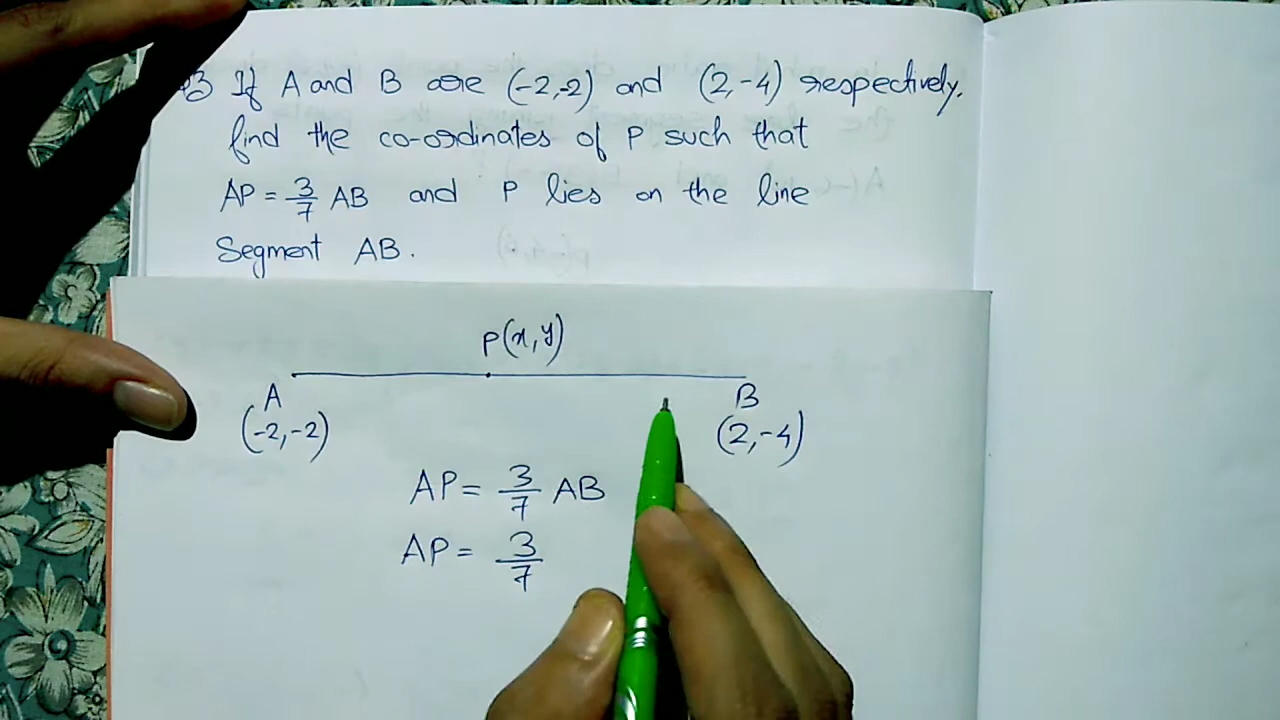 3 If A and B are (-2,-2) and (2,-4) respectively.
find the co-ordinates of P such that
AP = 3/7 AB and P lies on the line
Segment AB.
P(x,y)
A B
(-2,-2) (2,-4)
AP = 3/7 AB
AP = 3/7